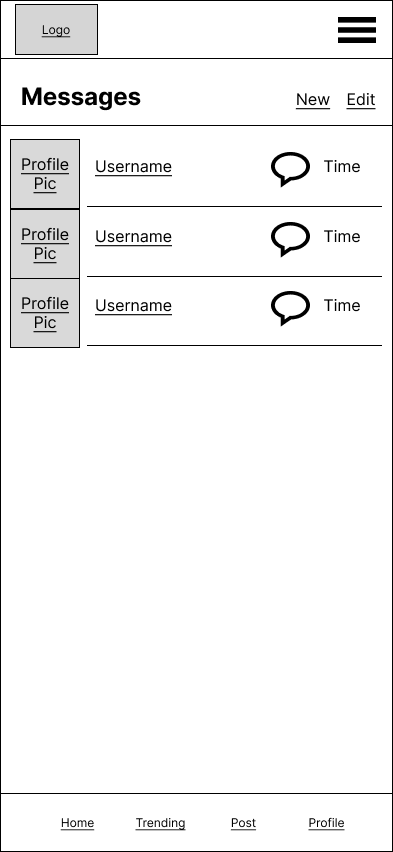 Logo
Messages New Edit
Profile
Pic
Username Time
Profile
Pic
Username Time
Profile
Pic
Username Time
Home Trending Post Profile